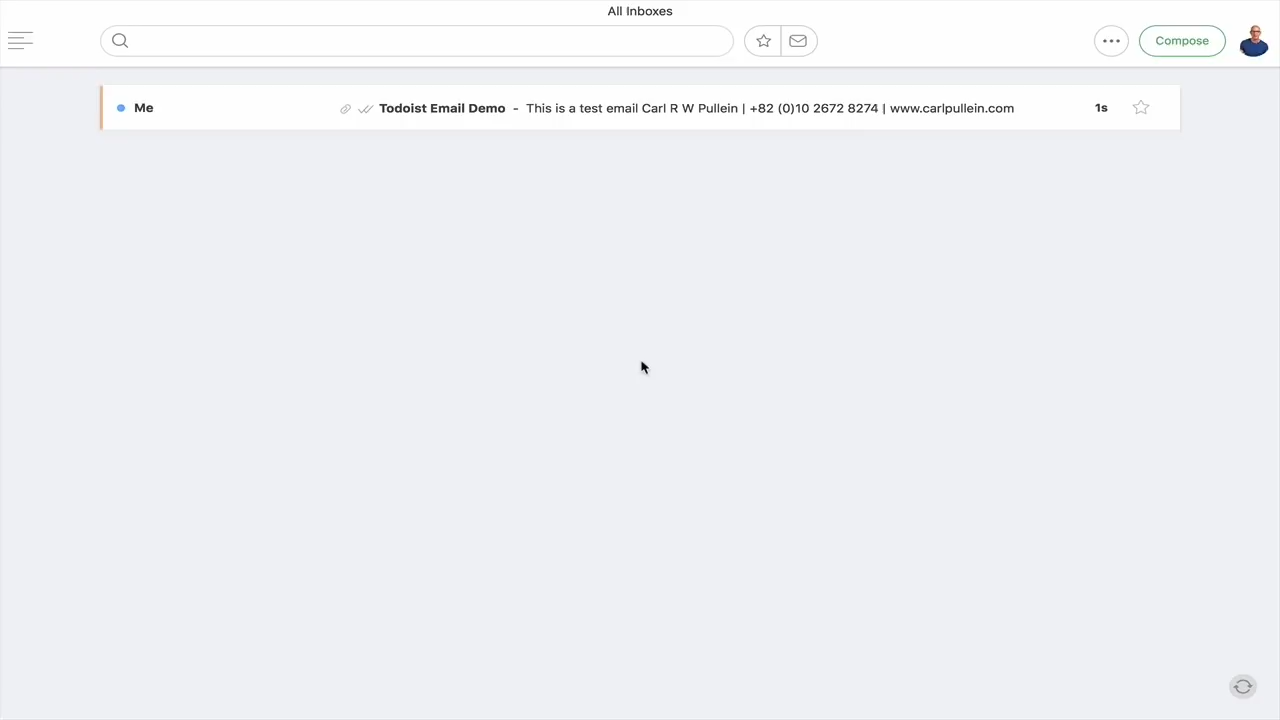 All Inboxes
Compose
Me Todoist Email Demo - This is a test email Carl R W Pullein | +82 (0)10 2672 8274 | www.carlpullein.com 1s